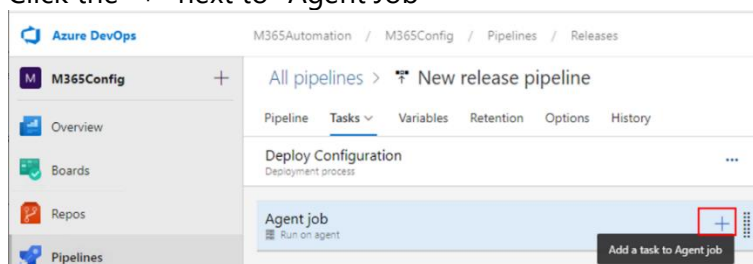 Click the "+" next to "Agent Job"
Azure DevOps
M365Automation / M365Config / Pipelines / Releases
M M365Config +
All pipelines > New release pipeline
Overview
Pipeline Tasks Variables Retention Options History
Deploy Configuration
Deployment process
...
Boards
Repos
Agent job
Run on agent
+
Add a task to Agent job
Pipelines